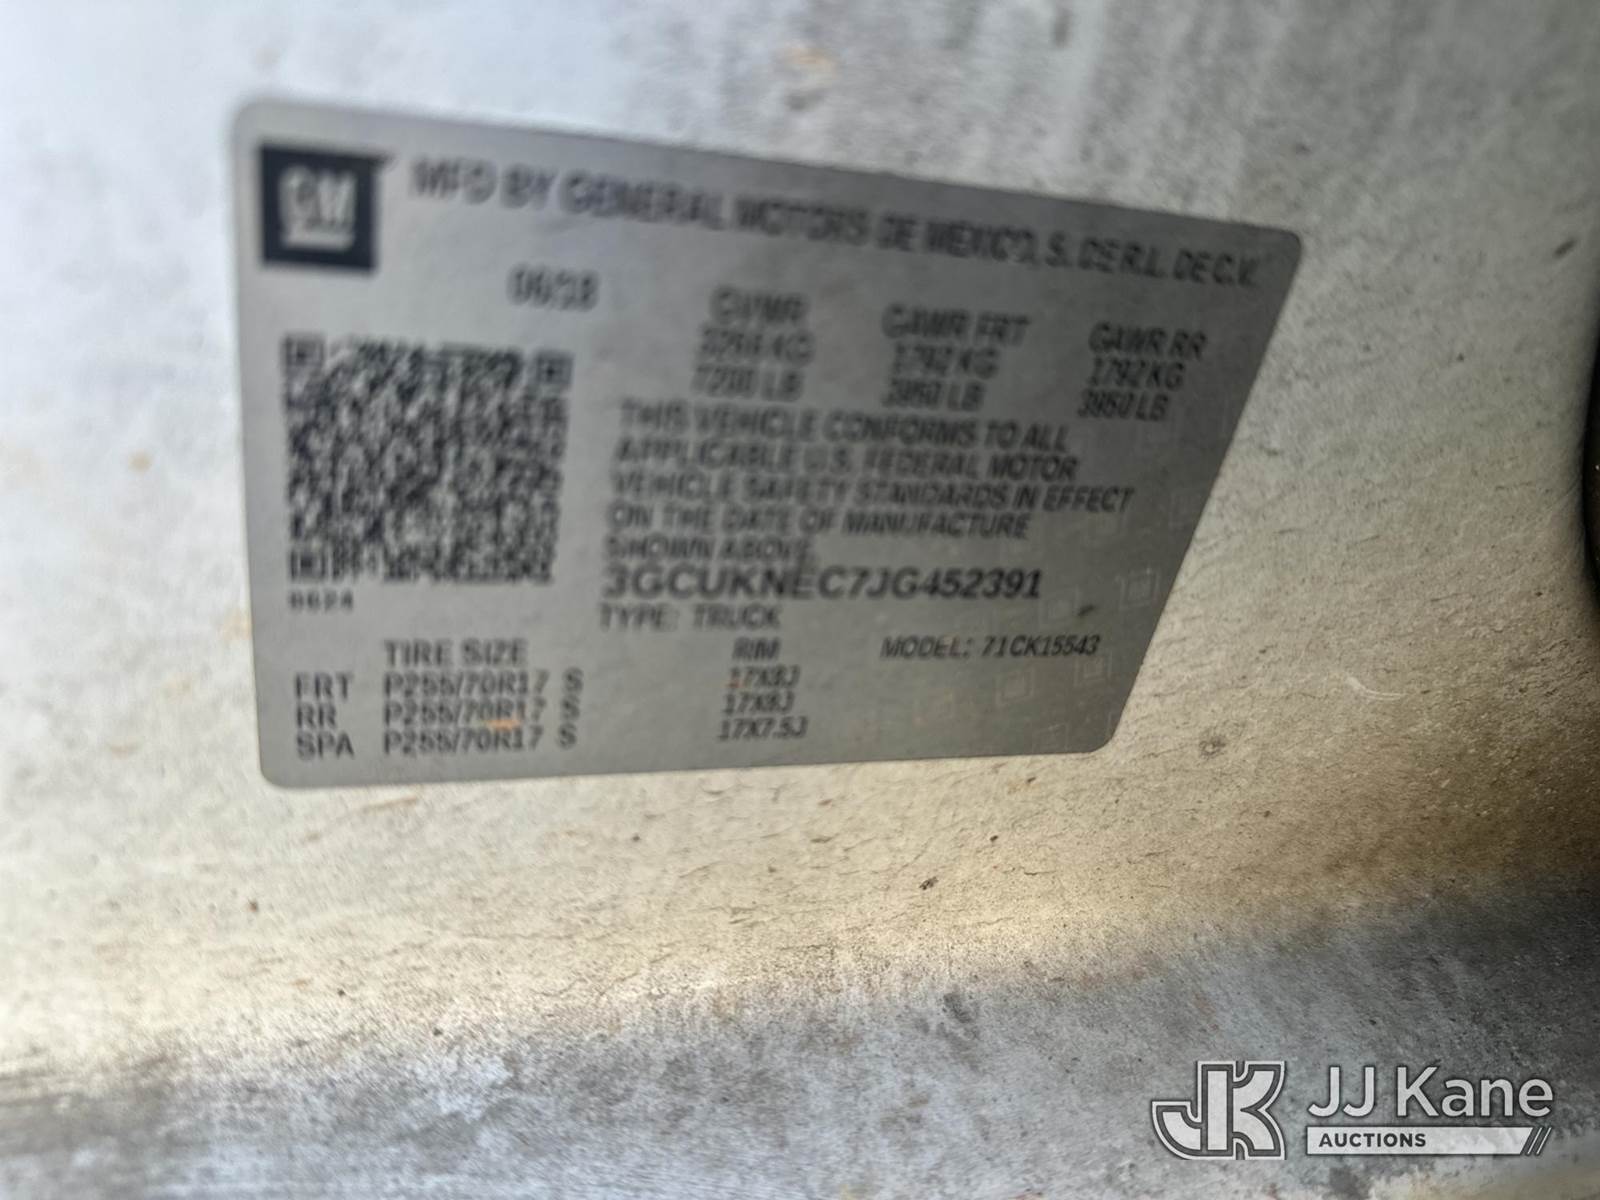 GM MFD BY GENERAL MOTORS DE MEXICO, S. DE R.L. DE C.V.
06/18 GVWR GAWR FRT GAWR RR
KG 1792 KG 1792 KG
7200 LB 3950 LB 3950 LB
THIS VEHICLE CONFORMS TO ALL
APPLICABLE U.S. FEDERAL MOTOR
VEHICLE SAFETY STANDARDS IN EFFECT
ON THE DATE OF MANUFACTURE
SHOWN ABOVE.
3GCUKNEC7JG452391
0624
TYPE: TRUCK
TIRE SIZE RIM MODEL: 71CK15543
FRT P255/70R17 S 17X8J
RR P255/70R17 S 17X8J
SPA P255/70R17 S 17X7.5J
JK JJ Kane
AUCTIONS